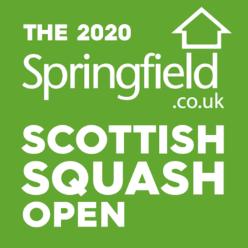 THE 2020
Springfield
.co.uk
SCOTTISH
SQUASH
OPEN